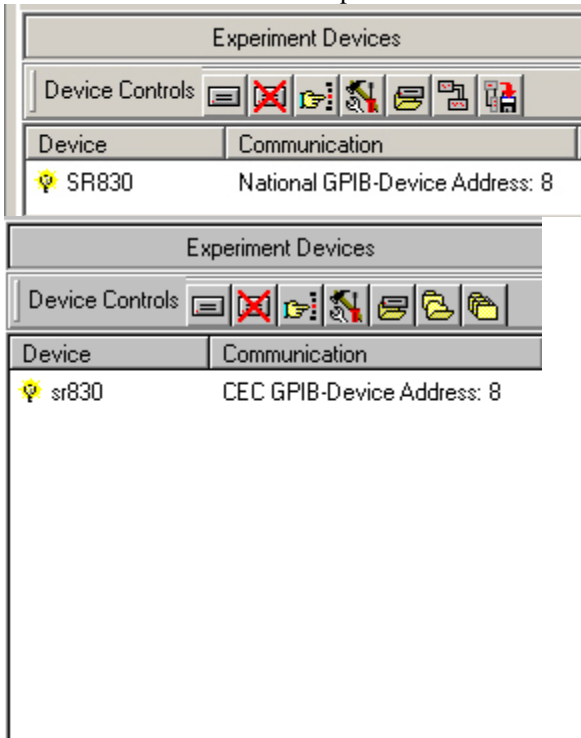 Experiment Devices
Device Controls
Device Communication
SR830 National GPIB-Device Address: 8
Experiment Devices
Device Controls
Device Communication
sr830 CEC GPIB-Device Address: 8